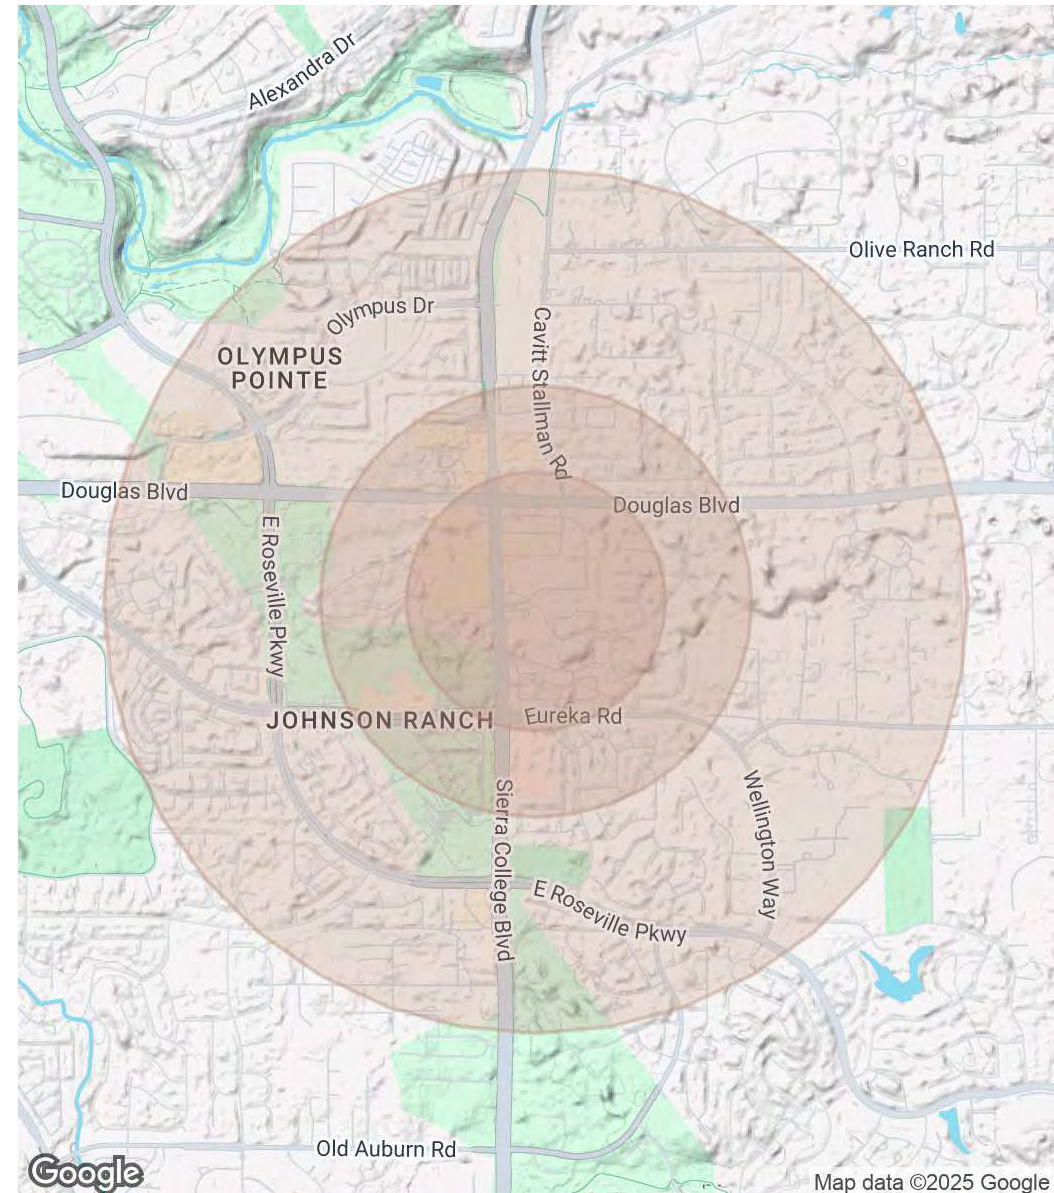 Alexandra Dr
Olive Ranch Rd
Olympus Dr
Cavitt Stallman Rd
OLYMPUS
POINTE
Douglas Blvd
Douglas Blvd
E Roseville Pkwy
JOHNSON RANCH
Eureka Rd
Sierra College Blvd
Wellington Way
E Roseville Pkwy
Old Auburn Rd
Google
Map data ©2025 Google